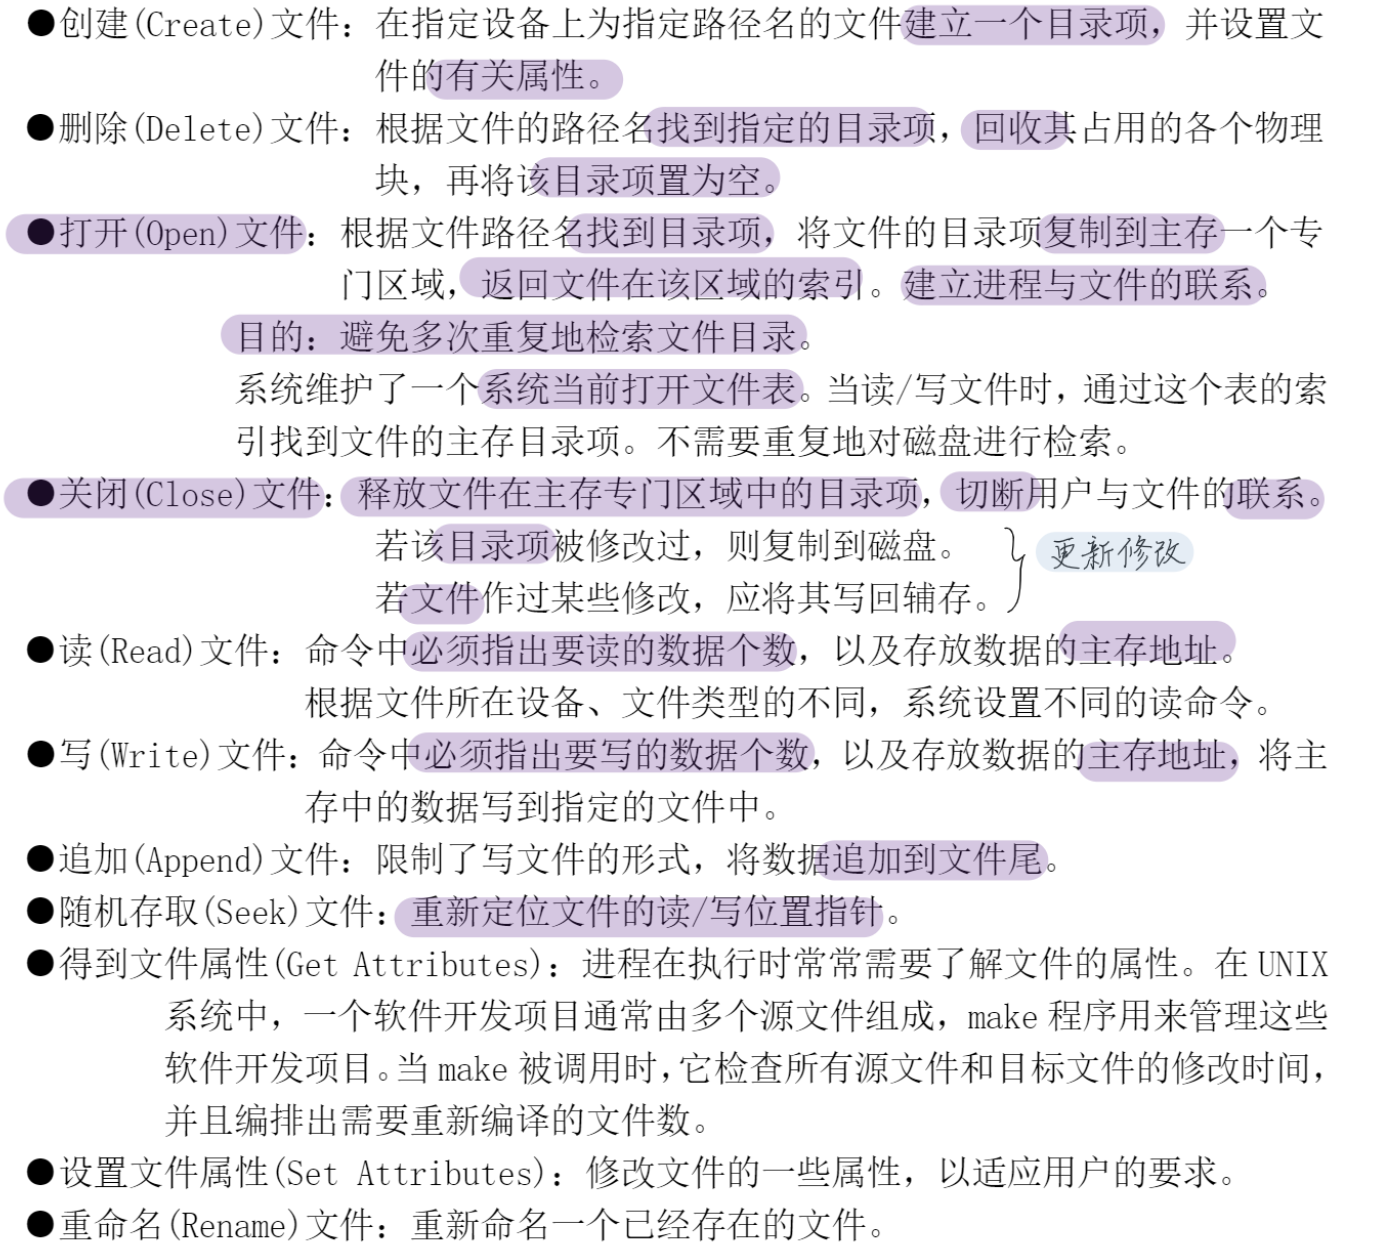 ●创建(Create)文件：在指定设备上为指定路径名的文件建立一个目录项，并设置文
件的有关属性。
●删除(Delete)文件：根据文件的路径名找到指定的目录项，回收其占用的各个物理
块，再将该目录项置为空。
●打开(Open)文件：根据文件路径名找到目录项，将文件的目录项复制到主存一个专
门区域，返回文件在该区域的索引。建立进程与文件的联系。
目的：避免多次重复地检索文件目录。
系统维护了一个系统当前打开文件表。当读/写文件时，通过这个表的索
引找到文件的主存目录项。不需要重复地对磁盘进行检索。
●关闭(Close)文件：释放文件在主存专门区域中的目录项，切断用户与文件的联系。
若该目录项被修改过，则复制到磁盘。
若文件作过某些修改，应将其写回辅存。
更新修改
●读(Read)文件：命令中必须指出要读的数据个数，以及存放数据的主存地址。
根据文件所在设备、文件类型的不同，系统设置不同的读命令。
●写(Write)文件：命令中必须指出要写的数据个数，以及存放数据的主存地址，将主
存中的数据写到指定的文件中。
●追加(Append)文件：限制了写文件的形式，将数据追加到文件尾。
●随机存取(Seek)文件：重新定位文件的读/写位置指针。
●得到文件属性(Get Attributes)：进程在执行时常常需要了解文件的属性。在 UNIX
系统中，一个软件开发项目通常由多个源文件组成，make 程序用来管理这些
软件开发项目。当 make 被调用时，它检查所有源文件和目标文件的修改时间，
并且编排出需要重新编译的文件数。
●设置文件属性(Set Attributes)：修改文件的一些属性，以适应用户的要求。
●重命名(Rename)文件：重新命名一个已经存在的文件。